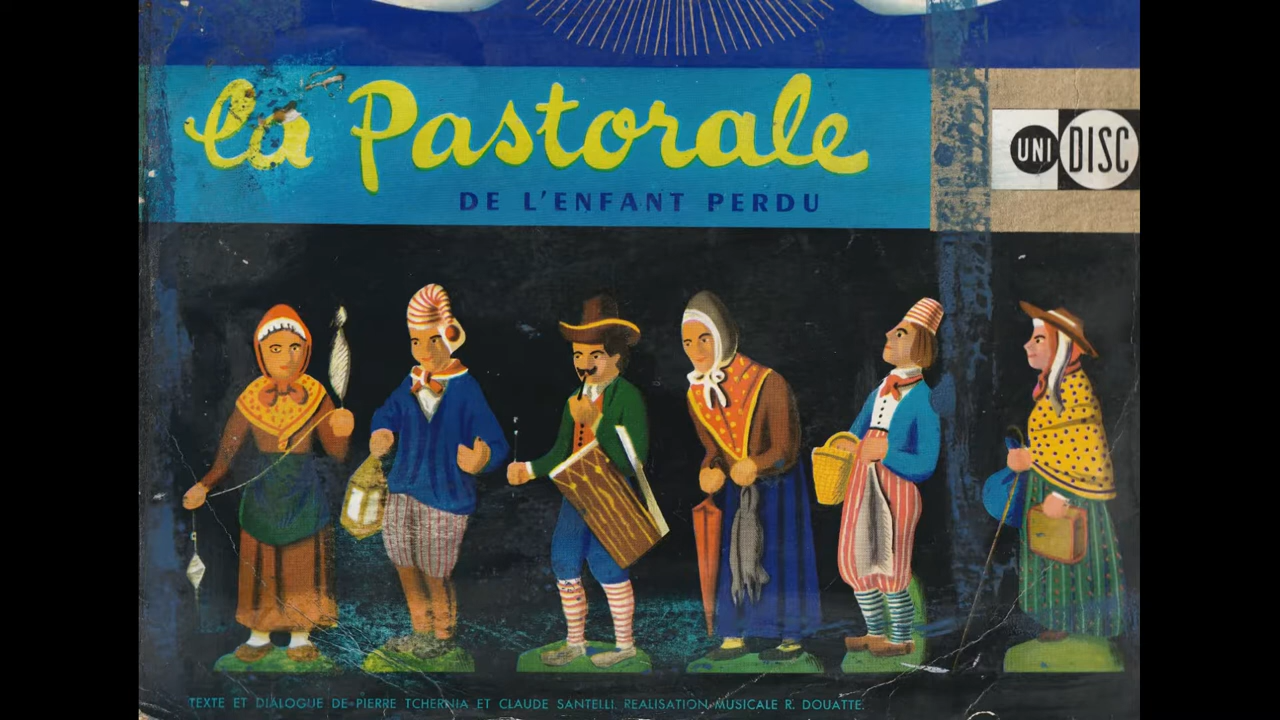 la Pastorale
DE L'ENFANT PERDU
UNI DISC
TEXTE ET DIALOGUE DE PIERRE TCHERNIA ET CLAUDE SANTELLI. REALISATION MUSICALE R. DOUATTE.